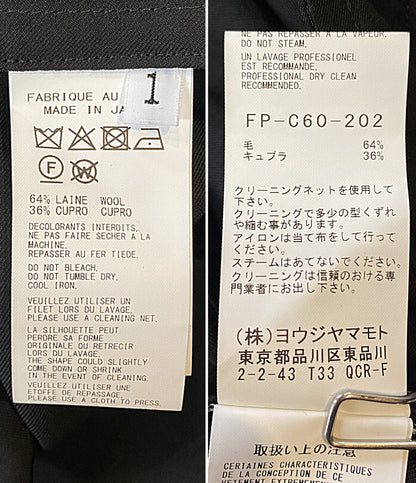 1
FABRIQUE AU
MADE IN JA
64% LAINE WOOL
36% CUPRO CUPRO
DECOLORANTS INTERDITS.
NE PAS FAIRE SECHER A LA
MACHINE.
REPASSER AU FER TIEDE.
DO NOT BLEACH.
DO NOT TUMBLE DRY.
COOL IRON.
VEUILLEZ UTILISER UN
FILET LORS DU LAVAGE.
PLEASE USE A CLEANING NET.
LA SILHOUETTE PEUT
PERDRE SA FORME
ORIGINALE OU RETRECIR
LORS DU LAVAGE.
THE SHAPE COULD SLIGHTLY
COME DOWN OR SHRINK
IN THE EVENT OF CLEANING.
VEUILLEZ UTILISER UNE
ETOFFE DE REPASSAGE.
PLEASE USE A CLOTH TO PRESS.
NE PAS REPASSER A LA VAPEUR.
DO NOT STEAM.
UN LAVAGE PROFESSIONEL
EST RECOMMANDE.
PROFESSIONAL DRY CLEAN
RECOMMENDED.
FP-C60-202
毛 64%
キュプラ 36%
クリーニングネットを使用して
下さい。
クリーニングで多少の型くずれ
や縮む事があります。
アイロンは当て布をして行って
ください。
スチームはあてないでください。
クリーニングは信頼のおける専
門業者にお出し下さい。
(株)ヨウジヤマモト
東京都品川区東品川
2-2-43 T33 QCR-F
取扱い上の注意
CERTAINES CHARACTERISTICS
DE CE
VETEMENT